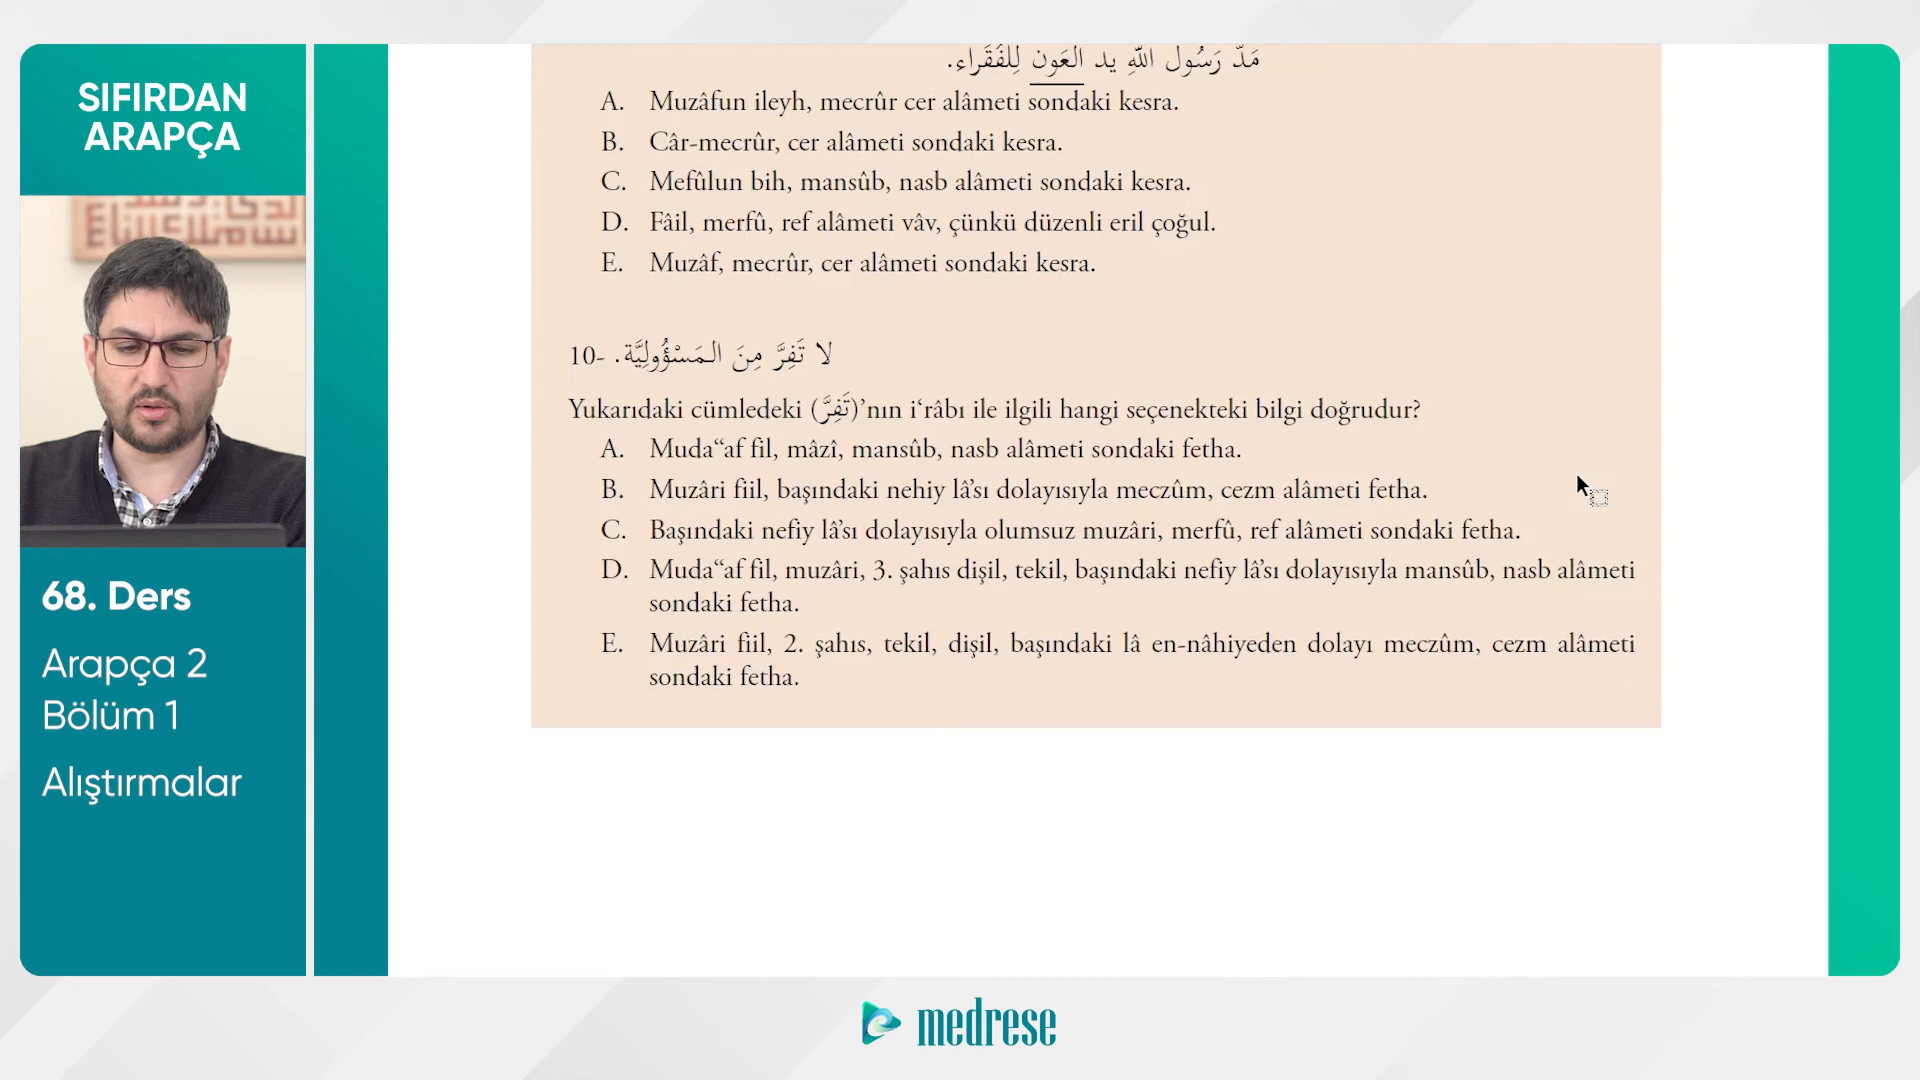 SIFIRDAN
ARAPÇA
68. Ders
Arapça 2
Bölüm 1
Alıştırmalar
مَدَّ رَسُول اللّهِ يد العَون لِلفُقَراء.
A. Muzâfun ileyh, mecrûr cer alâmeti sondaki kesra.
B. Câr-mecrûr, cer alâmeti sondaki kesra.
C. Mefûlun bih, mansûb, nasb alâmeti sondaki kesra.
D. Fâil, merfû, ref alâmeti vâv, çünkü düzenli eril çoğul.
E. Muzâf, mecrûr, cer alâmeti sondaki kesra.
10- لا تَفِرَّ مِنَ المَسْؤُولِيَّة.
Yukarıdaki cümledeki (تَفِرَّ)’nın i‘râbı ile ilgili hangi seçenekteki bilgi doğrudur?
A. Muda“af fil, mâzî, mansûb, nasb alâmeti sondaki fetha.
B. Muzâri fiil, başındaki nehiy lâ’sı dolayısıyla meczûm, cezm alâmeti fetha.
C. Başındaki nefiy lâ’sı dolayısıyla olumsuz muzâri, merfû, ref alâmeti sondaki fetha.
D. Muda“af fil, muzâri, 3. şahıs dişil, tekil, başındaki nefiy lâ’sı dolayısıyla mansûb, nasb alâmeti
sondaki fetha.
E. Muzâri fiil, 2. şahıs, tekil, dişil, başındaki lâ en-nâhiyeden dolayı meczûm, cezm alâmeti
sondaki fetha.
medrese